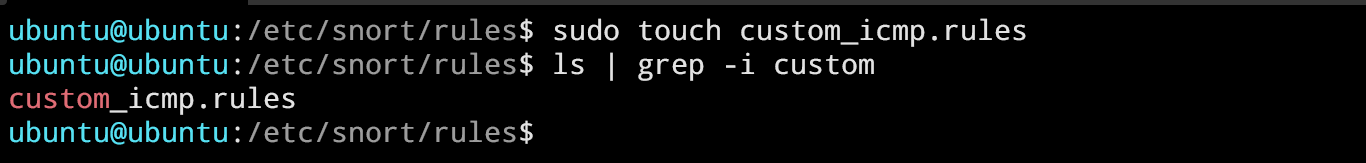 ubuntu@ubuntu:/etc/snort/rules$ sudo touch custom_icmp.rules
ubuntu@ubuntu:/etc/snort/rules$ ls | grep -i custom
custom_icmp.rules
ubuntu@ubuntu:/etc/snort/rules$